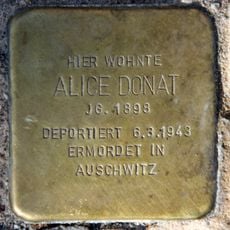 HIER WOHNTE
ALICE DONAT
JG. 1898
DEPORTIERT 6.3.1943
ERMORDET IN
AUSCHWITZ